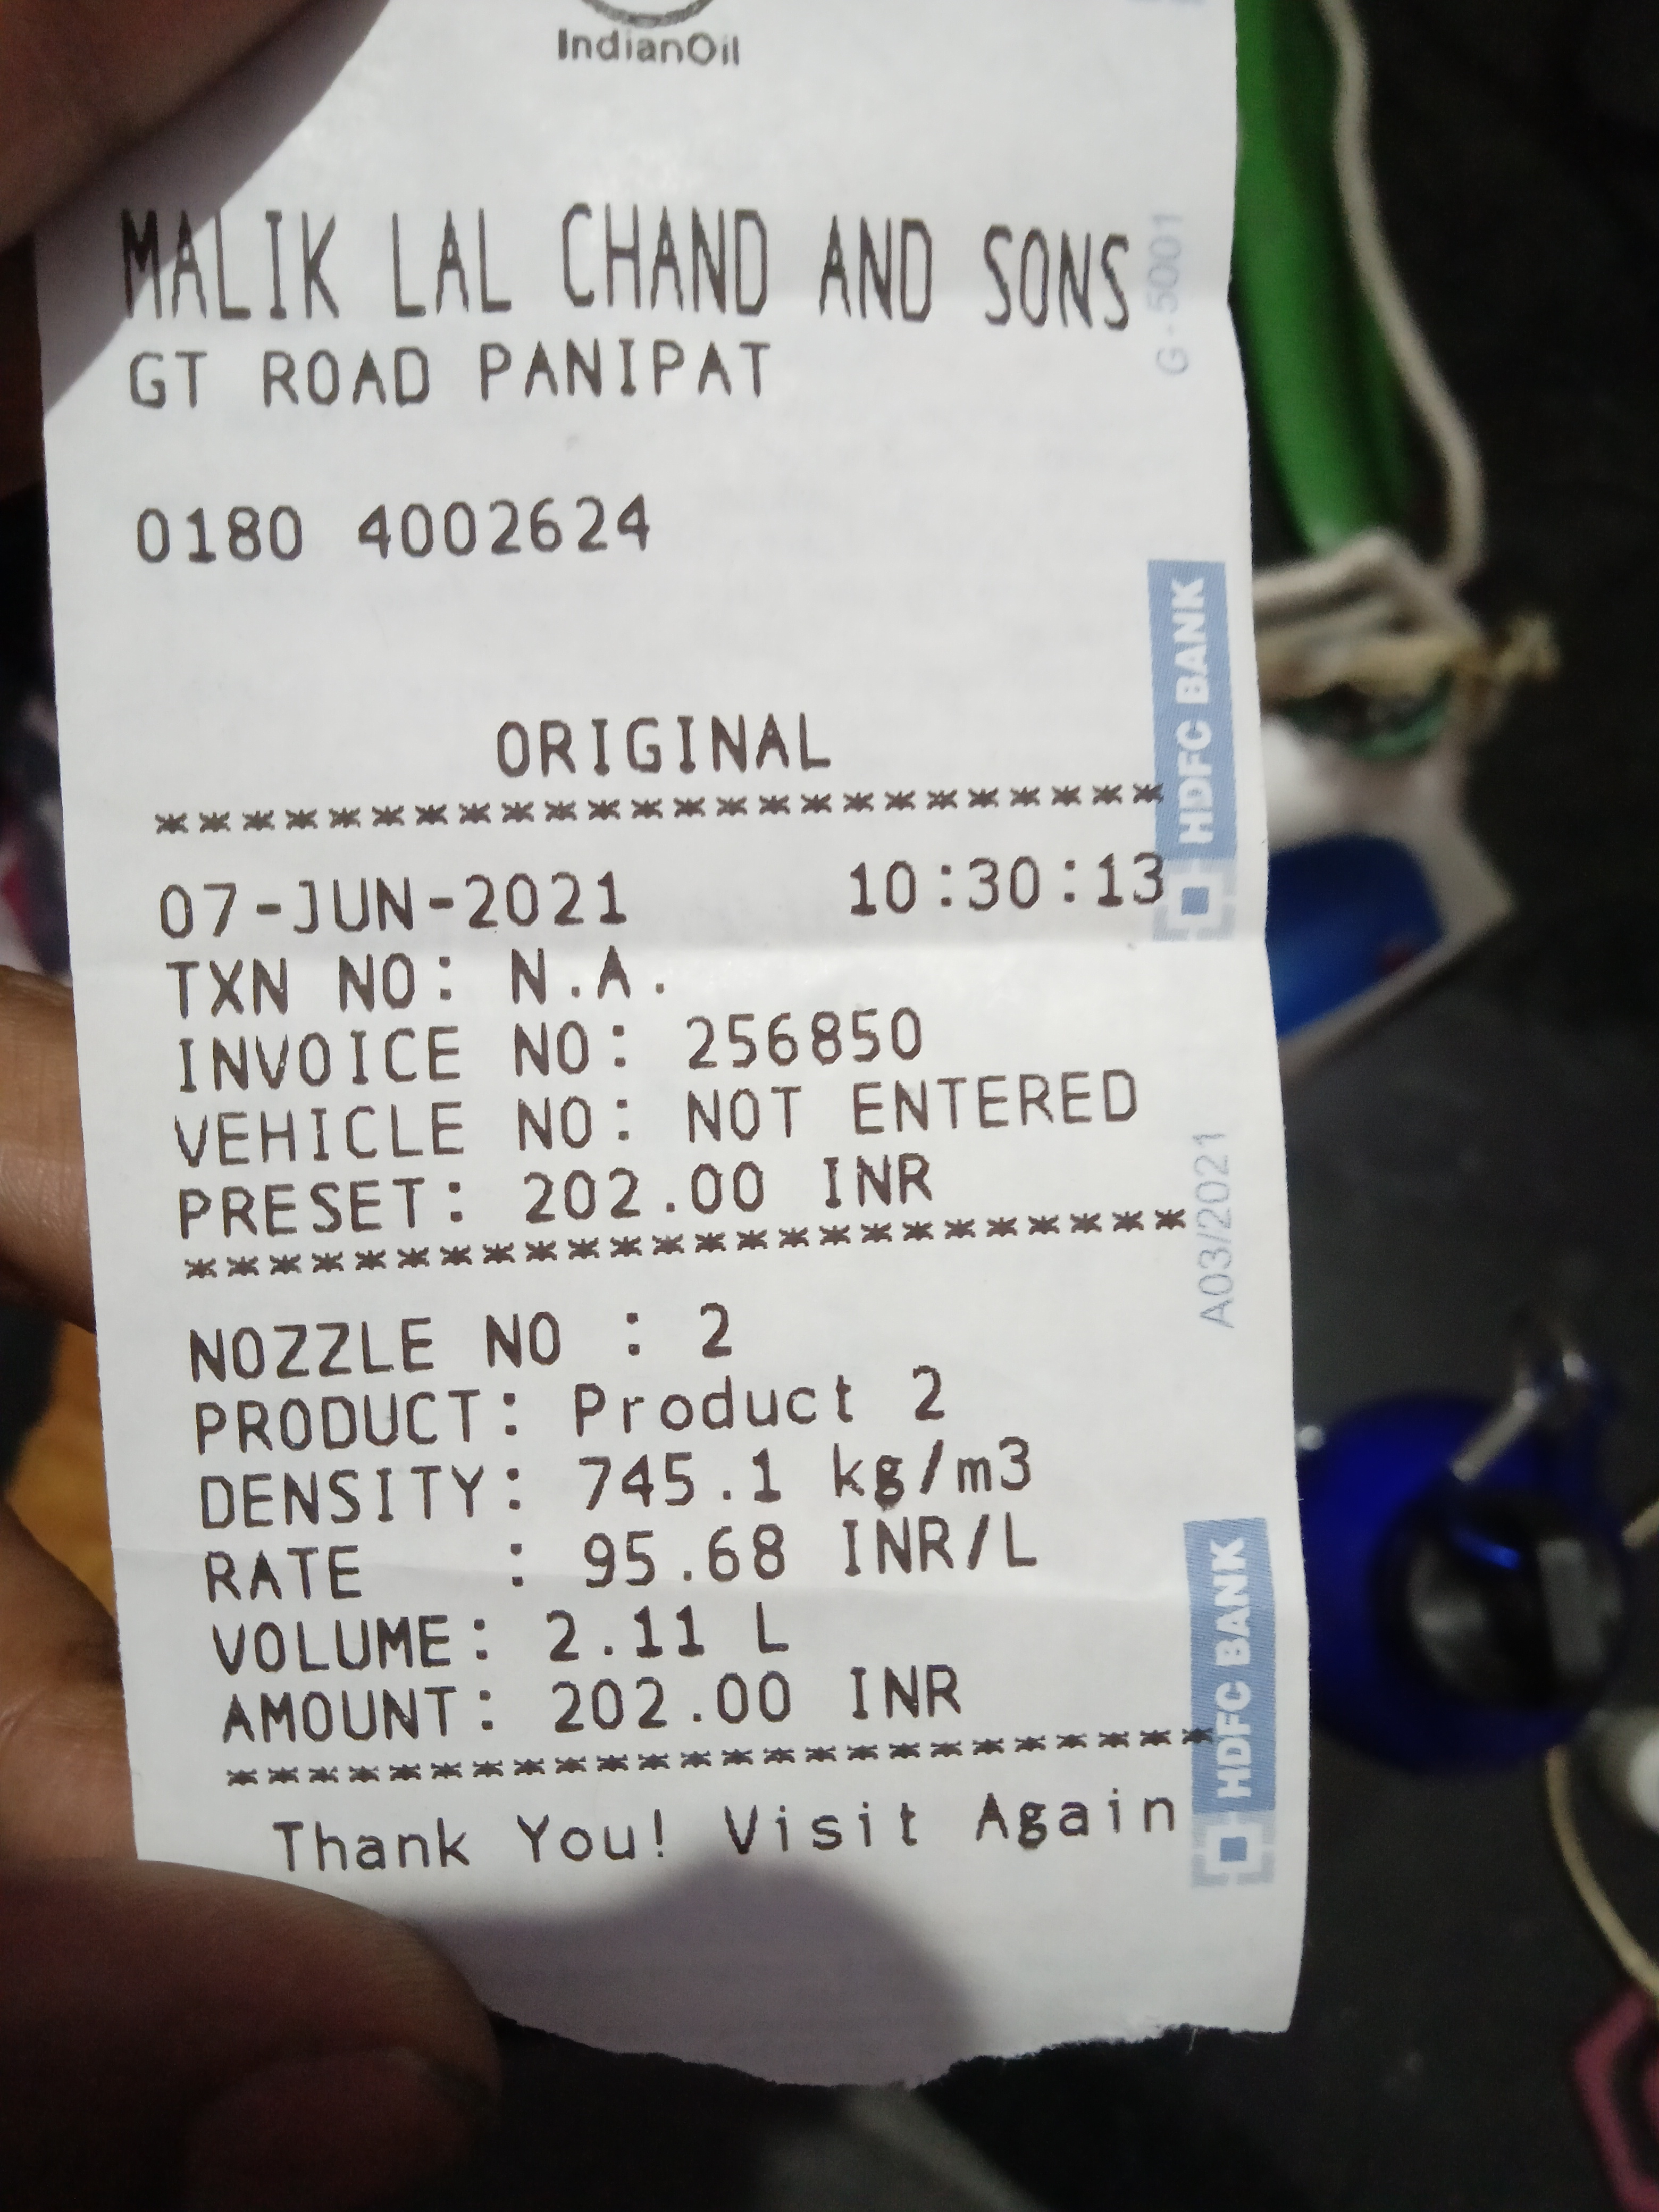 IndianOil
MALIK LAL CHAND AND SONS
GT ROAD PANIPAT
0180 4002624
ORIGINAL
************************
07-JUN-2021 10:30:13
TXN NO: N.A.
INVOICE NO: 256850
VEHICLE NO: NOT ENTERED
PRESET: 202.00 INR
************************
NOZZLE NO : 2
PRODUCT: Product 2
DENSITY: 745.1 kg/m3
RATE : 95.68 INR/L
VOLUME: 2.11 L
AMOUNT: 202.00 INR
************************
Thank You! Visit Again
G-5001
HDFC BANK
A03/2021
HDFC BANK